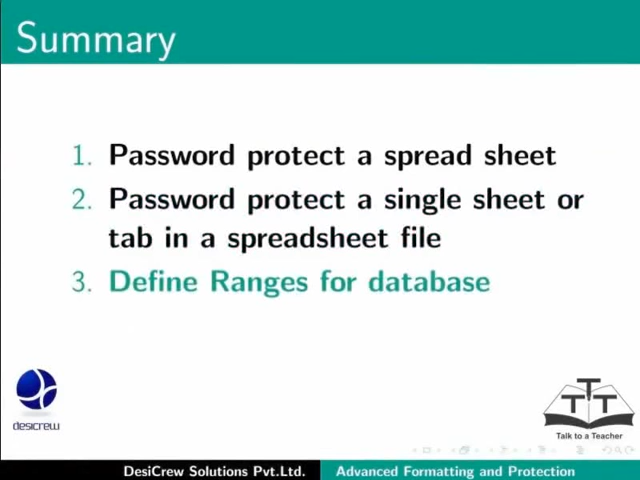 Summary
1. Password protect a spread sheet
2. Password protect a single sheet or
tab in a spreadsheet file
3. Define Ranges for database
desicrew
TTT
Talk to a Teacher
DesiCrew Solutions Pvt.Ltd. Advanced Formatting and Protection